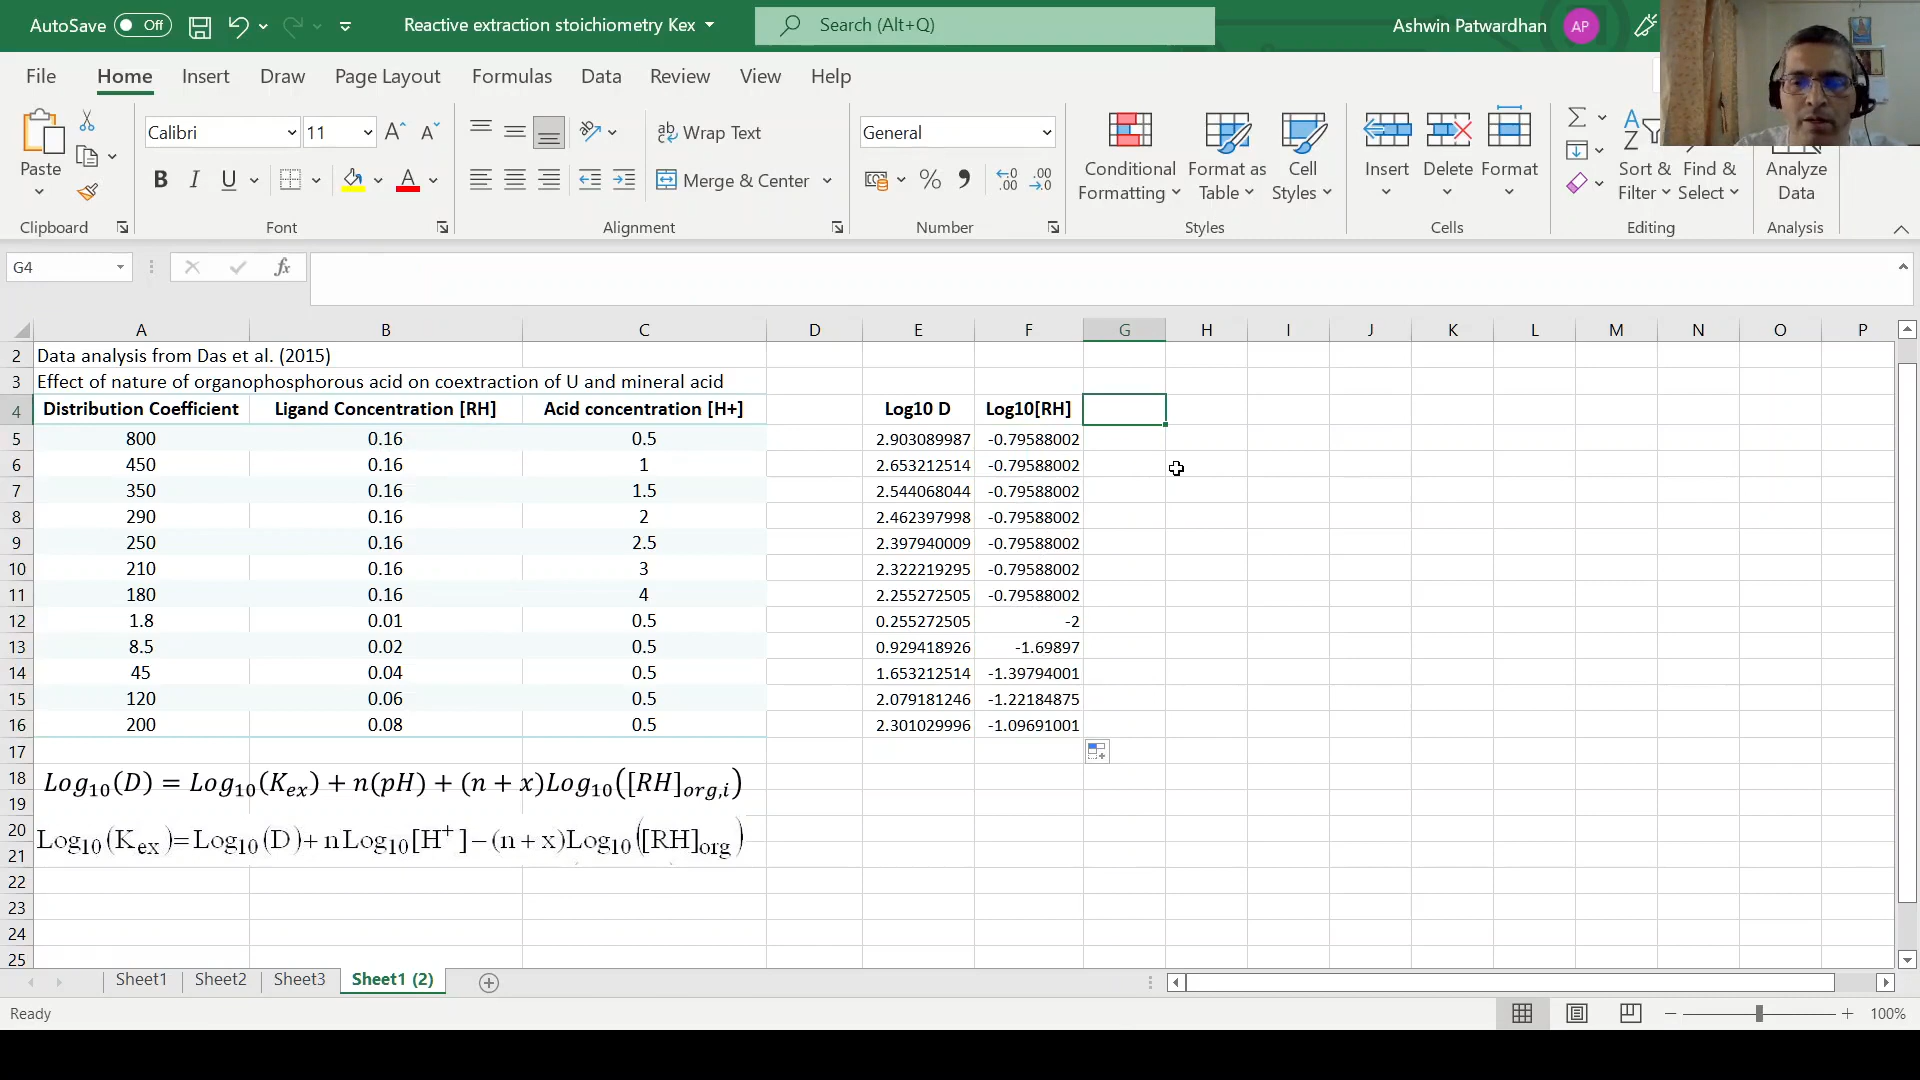 AutoSave Off Reactive extraction stoichiometry Kex Search (Alt+Q) Ashwin Patwardhan AP
File Home Insert Draw Page Layout Formulas Data Review View Help
Paste Calibri 11 Wrap Text General Conditional Formatting Format as Table Cell Styles Insert Delete Format Sort & Filter Find & Select Analyze Data
Merge & Center
Clipboard Font Alignment Number Styles Cells Editing Analysis
G4 fx
A B C D E F G H I J K L M N O P
2 Data analysis from Das et al. (2015)
3 Effect of nature of organophosphorous acid on coextraction of U and mineral acid
4 Distribution Coefficient Ligand Concentration [RH] Acid concentration [H+] Log10 D Log10[RH]
5 800 0.16 0.5 2.903089987 -0.79588002
6 450 0.16 1 2.653212514 -0.79588002
7 350 0.16 1.5 2.544068044 -0.79588002
8 290 0.16 2 2.462397998 -0.79588002
9 250 0.16 2.5 2.397940009 -0.79588002
10 210 0.16 3 2.322219295 -0.79588002
11 180 0.16 4 2.255272505 -0.79588002
12 1.8 0.01 0.5 0.255272505 -2
13 8.5 0.02 0.5 0.929418926 -1.69897
14 45 0.04 0.5 1.653212514 -1.39794001
15 120 0.06 0.5 2.079181246 -1.22184875
16 200 0.08 0.5 2.301029996 -1.09691001
17
18 Log₁₀(D) = Log₁₀(Kₑₓ) + n(pH) + (n + x)Log₁₀([RH]org,i)
19
20 Log₁₀(Kₑₓ)=Log₁₀(D)+ n Log₁₀[H⁺]−(n + x)Log₁₀([RH]org)
21
22
23
24
25
Sheet1 Sheet2 Sheet3 Sheet1 (2)
Ready 100%